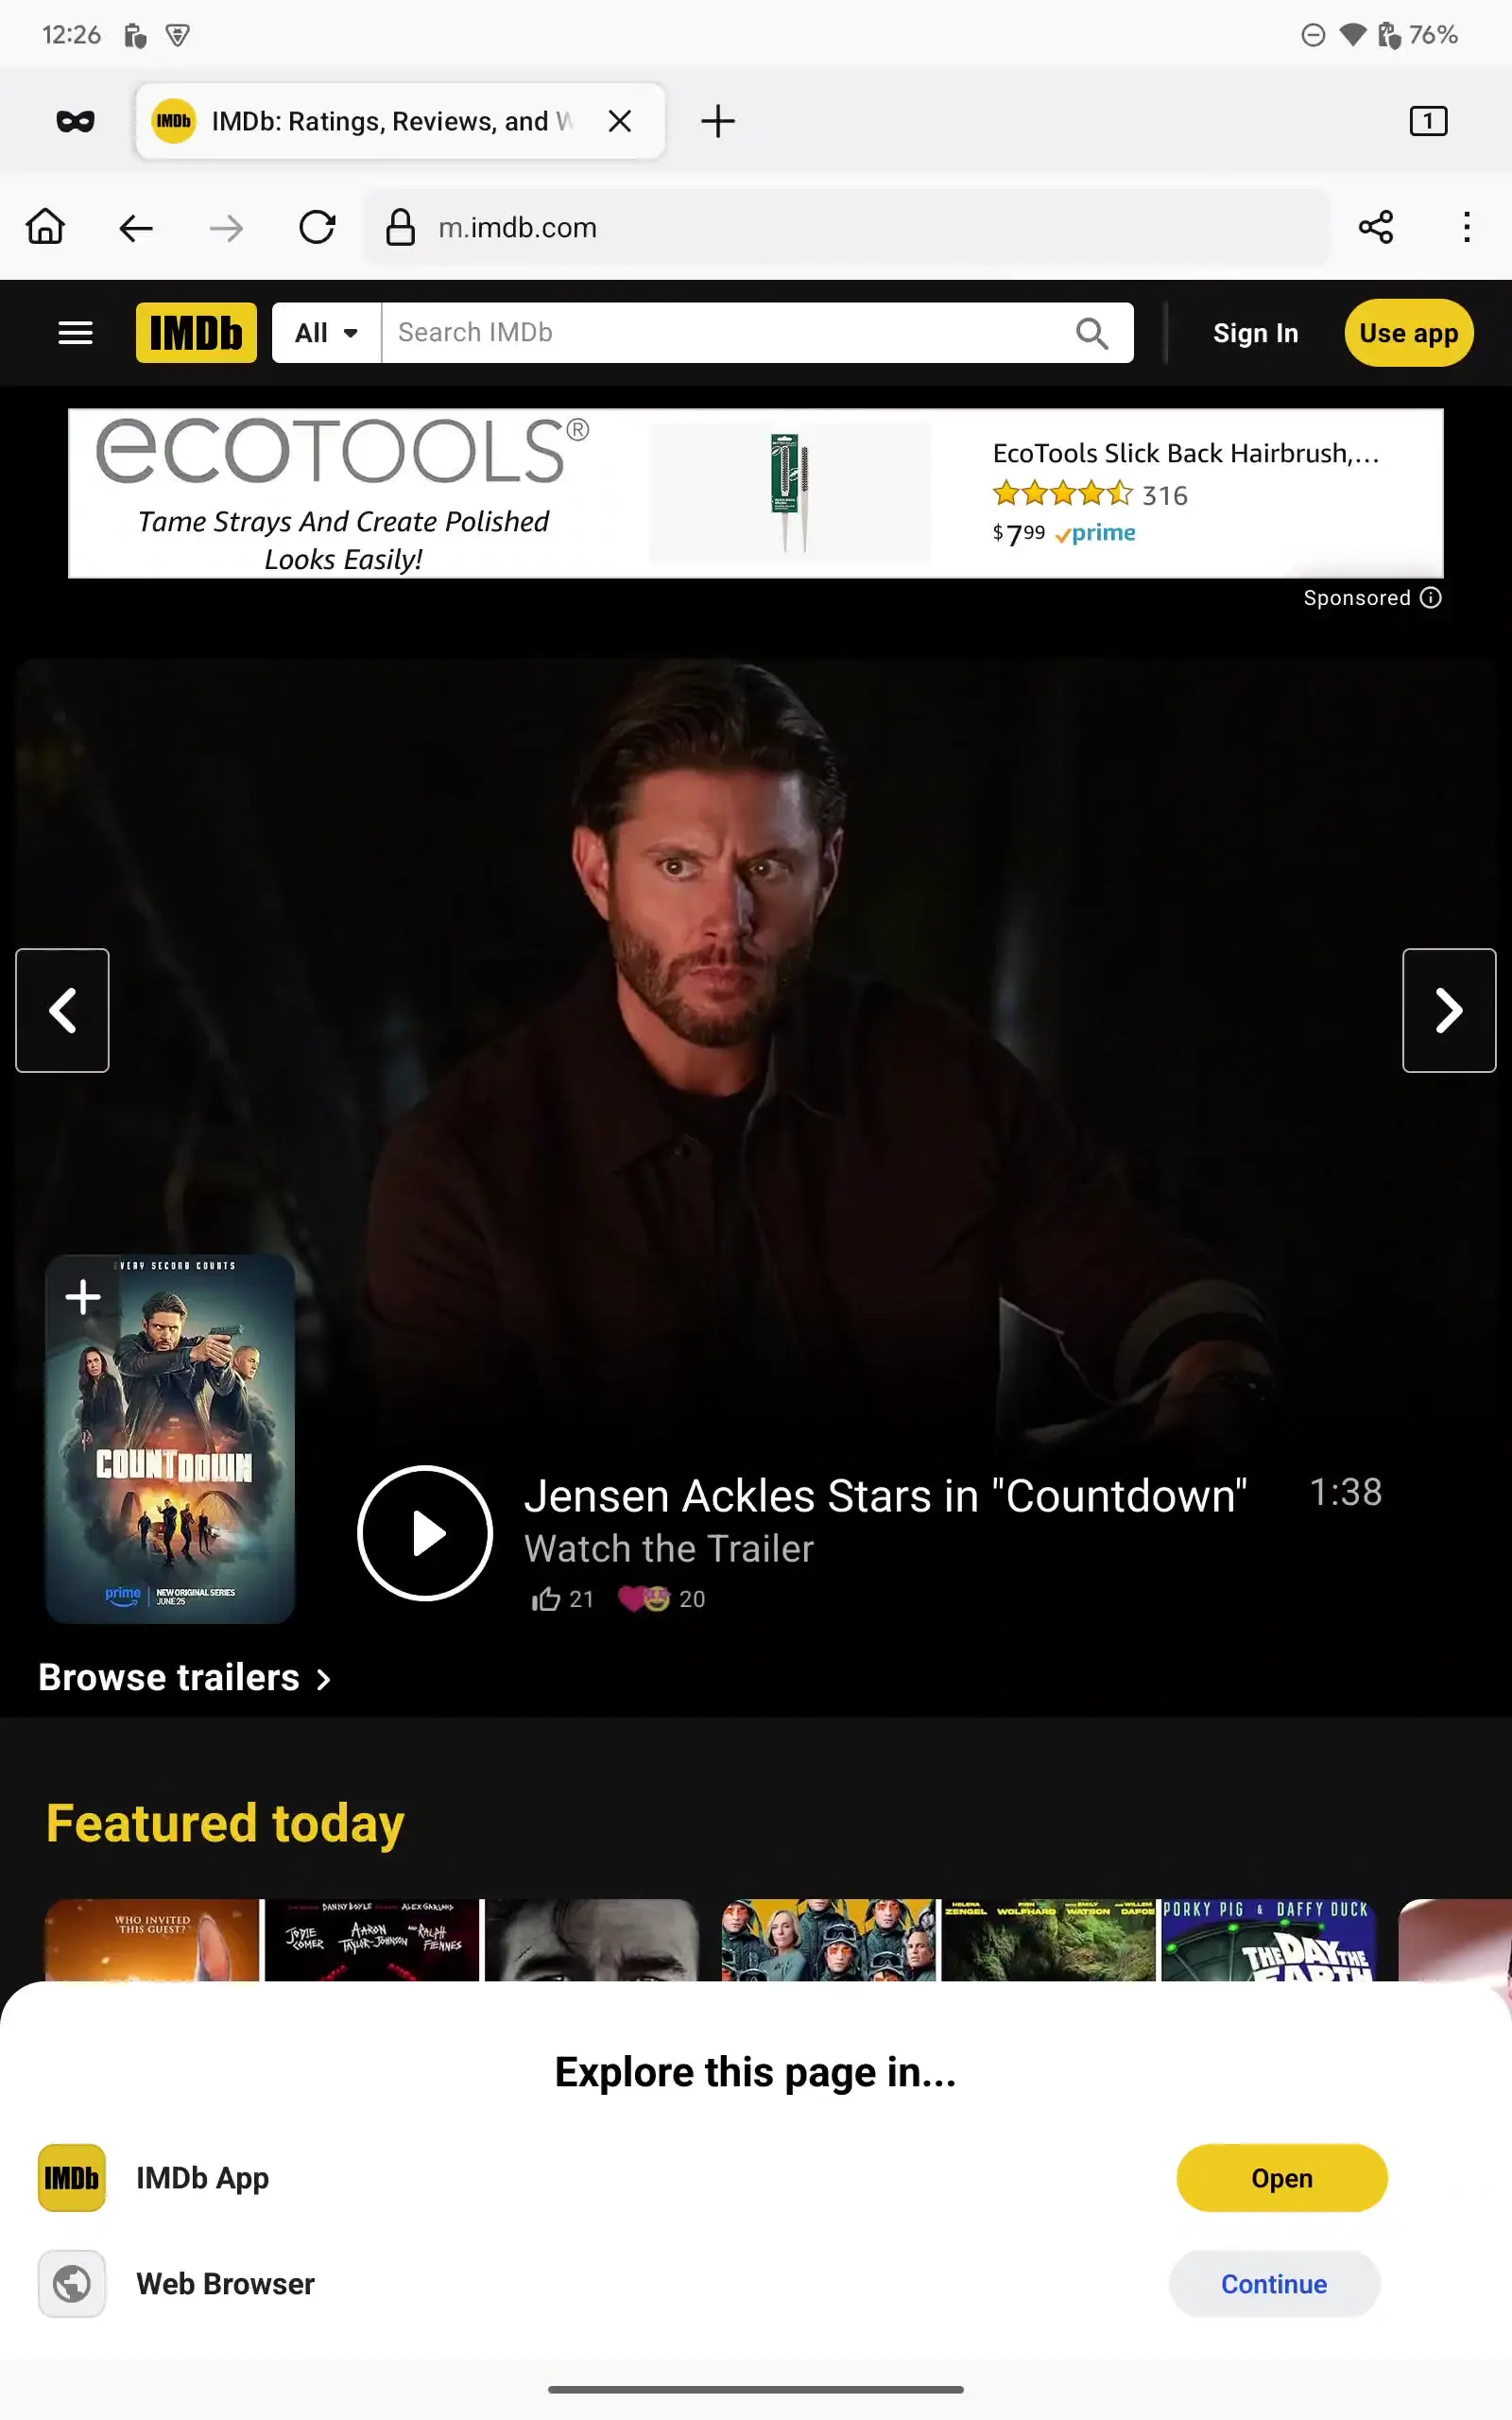 12:26
76%
IMDb
IMDb: Ratings, Reviews, and W
1
m.imdb.com
IMDb
All
Search IMDb
Sign In
Use app
ecoTOOLS®
Tame Strays And Create Polished
Looks Easily!
EcoTools Slick Back Hairbrush,...
316
$7.99 prime
Sponsored
VERY SECOND COUNTS
COUNTDOWN
prime
NEW ORIGINAL SERIES
JUNE 25
Jensen Ackles Stars in "Countdown"
1:38
Watch the Trailer
21
20
Browse trailers
Featured today
WHO INVITED
THIS GUEST?
DANNY BOYLE
ALEX GARLAND
JODIE
COMER
AARON
TAYLOR-JOHNSON
AND RALPH
FIENNES
HELENA
ZENGEL
FINN
WOLFHARD
WITH EMILY
WATSON
AND WILLEM
DAFOE
PORKY PIG & DAFFY DUCK
THE DAY THE
EARTH
Explore this page in...
IMDb
IMDb App
Open
Web Browser
Continue